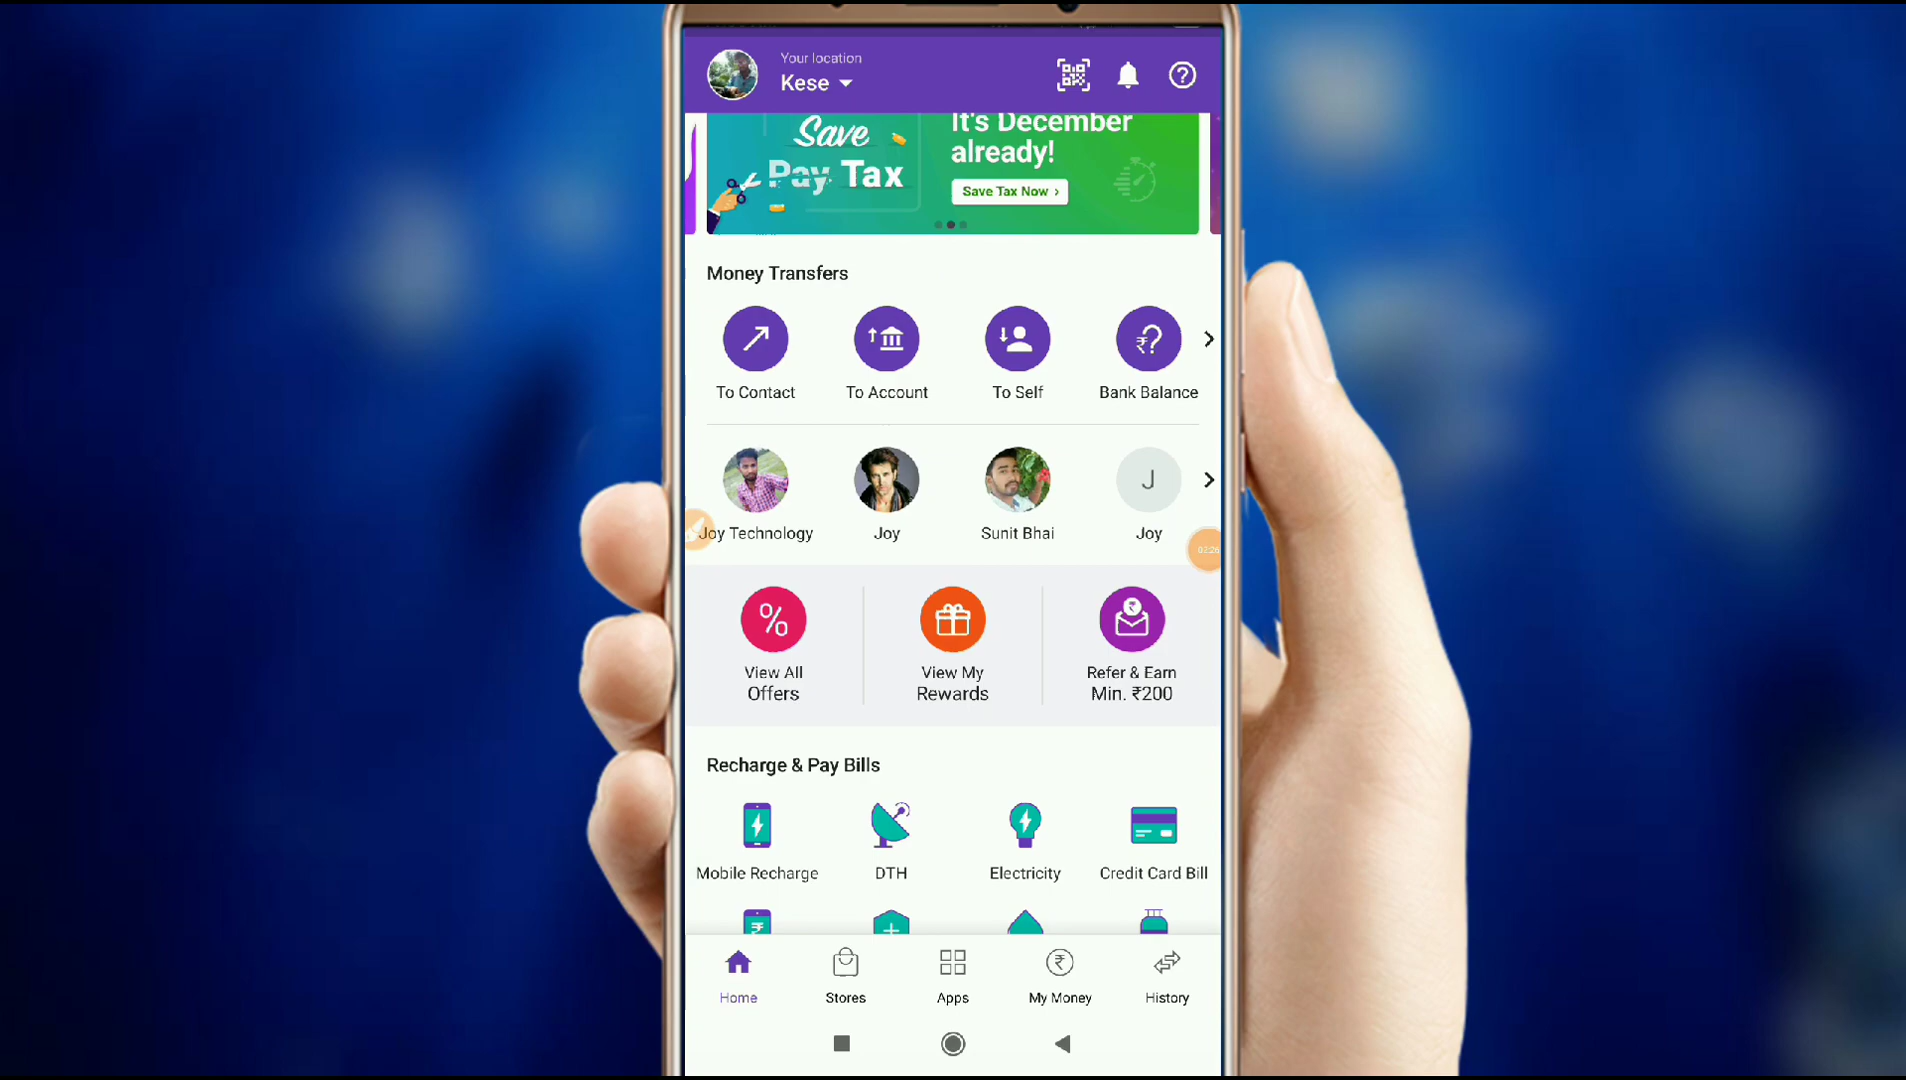 Your location
Kese
Save
Pay Tax
It's December
already!
Save Tax Now ›
Money Transfers
To Contact
To Account
To Self
Bank Balance
J
Joy Technology
Joy
Sunit Bhai
Joy
02:26
%
View All
Offers
View My
Rewards
Refer & Earn
Min. ₹200
Recharge & Pay Bills
Mobile Recharge
DTH
Electricity
Credit Card Bill
Home
Stores
Apps
My Money
History